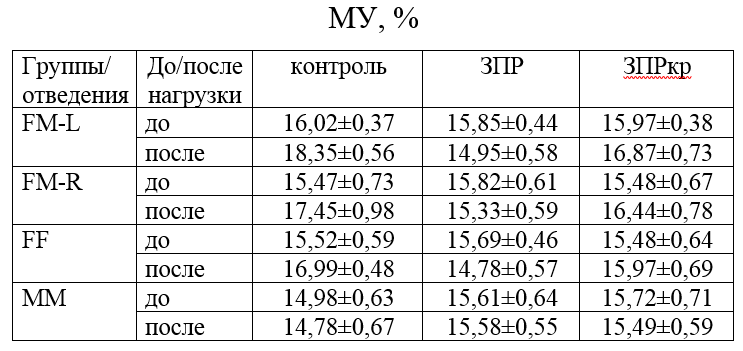 МУ, %
Группы/ До/после контроль ЗПР ЗПРкр
отведения нагрузки
FM-L до 16,02±0,37 15,85±0,44 15,97±0,38
после 18,35±0,56 14,95±0,58 16,87±0,73
FM-R до 15,47±0,73 15,82±0,61 15,48±0,67
после 17,45±0,98 15,33±0,59 16,44±0,78
FF до 15,52±0,59 15,69±0,46 15,48±0,64
после 16,99±0,48 14,78±0,57 15,97±0,69
ММ до 14,98±0,63 15,61±0,64 15,72±0,71
после 14,78±0,67 15,58±0,55 15,49±0,59